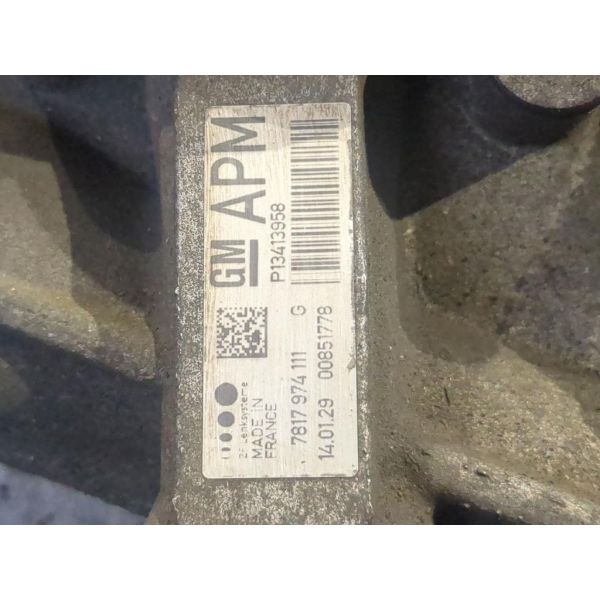 GM APM
P13413958
ZF Lenksysteme
MADE IN
FRANCE
7817 974 111 G
14.01.29 00851778